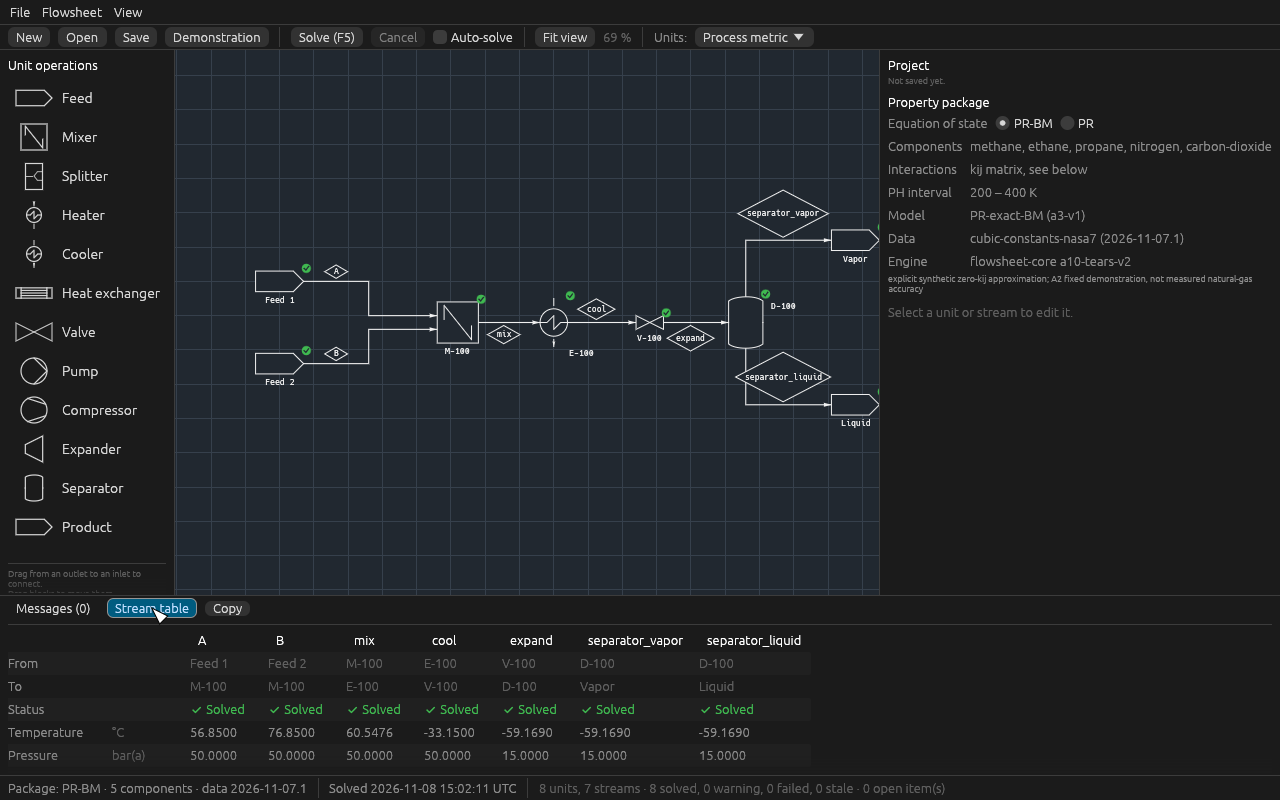 File Flowsheet View
New Open Save Demonstration Solve (F5) Cancel Auto-solve Fit view 69 % Units: Process metric
Unit operations
Feed
Mixer
Splitter
Heater
Cooler
Heat exchanger
Valve
Pump
Compressor
Expander
Separator
Product
Drag from an outlet to an inlet to
connect.
separator_vapor
Vapor
A
Feed 1
cool
D-100
mix
V-100
expand
M-100
E-100
B
Feed 2
separator_liquid
Liquid
Project
Not saved yet.
Property package
Equation of state PR-BM PR
Components methane, ethane, propane, nitrogen, carbon-dioxide
Interactions kij matrix, see below
PH interval 200 – 400 K
Model PR-exact-BM (a3-v1)
Data cubic-constants-nasa7 (2026-11-07.1)
Engine flowsheet-core a10-tears-v2
explicit synthetic zero-kij approximation; A2 fixed demonstration, not measured natural-gas
accuracy
Select a unit or stream to edit it.
Messages (0) Stream table Copy
A B mix cool expand separator_vapor separator_liquid
From Feed 1 Feed 2 M-100 E-100 V-100 D-100 D-100
To M-100 M-100 E-100 V-100 D-100 Vapor Liquid
Status ✓ Solved ✓ Solved ✓ Solved ✓ Solved ✓ Solved ✓ Solved ✓ Solved
Temperature °C 56.8500 76.8500 60.5476 -33.1500 -59.1690 -59.1690 -59.1690
Pressure bar(a) 50.0000 50.0000 50.0000 50.0000 15.0000 15.0000 15.0000
Package: PR-BM · 5 components · data 2026-11-07.1 Solved 2026-11-08 15:02:11 UTC 8 units, 7 streams · 8 solved, 0 warning, 0 failed, 0 stale · 0 open item(s)